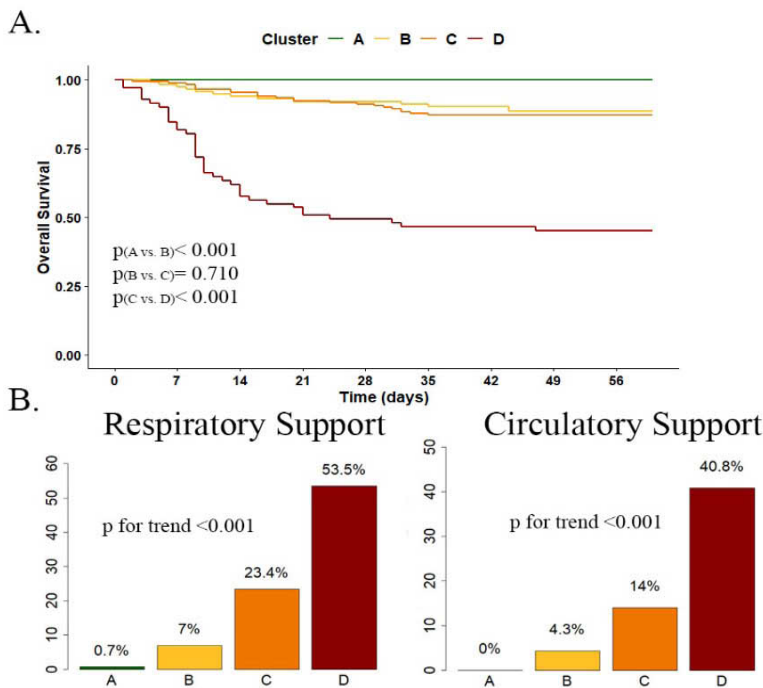 A.
Cluster A B C D
1.00
0.75
0.50
0.25
0.00
Overall Survival
p(A vs. B)< 0.001
p(B vs. C)= 0.710
p(C vs. D)< 0.001
0 7 14 21 28 35 42 49 56
Time (days)
B.
Respiratory Support
60
50
40
30
20
10
0
p for trend <0.001
0.7%
7%
23.4%
53.5%
A B C D
Circulatory Support
50
40
30
20
10
0
p for trend <0.001
0%
4.3%
14%
40.8%
A B C D